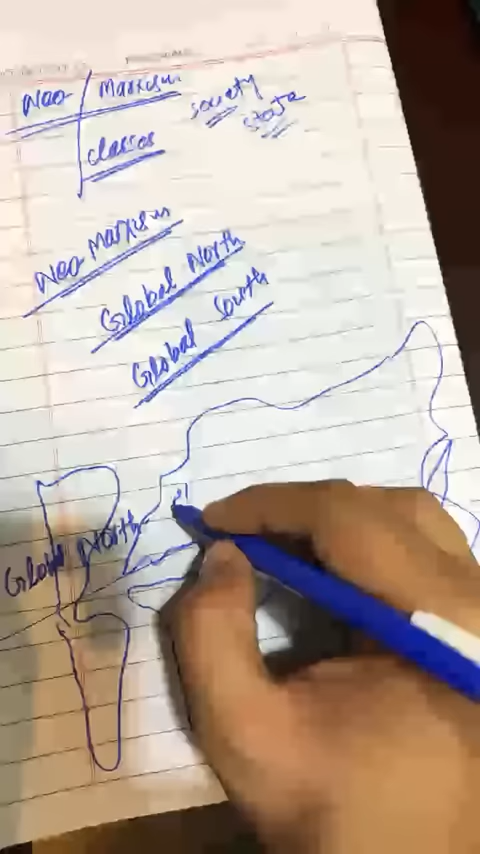 Neo- Marxism society
classes state
Neo Marxism
Global North
Global South
Global North